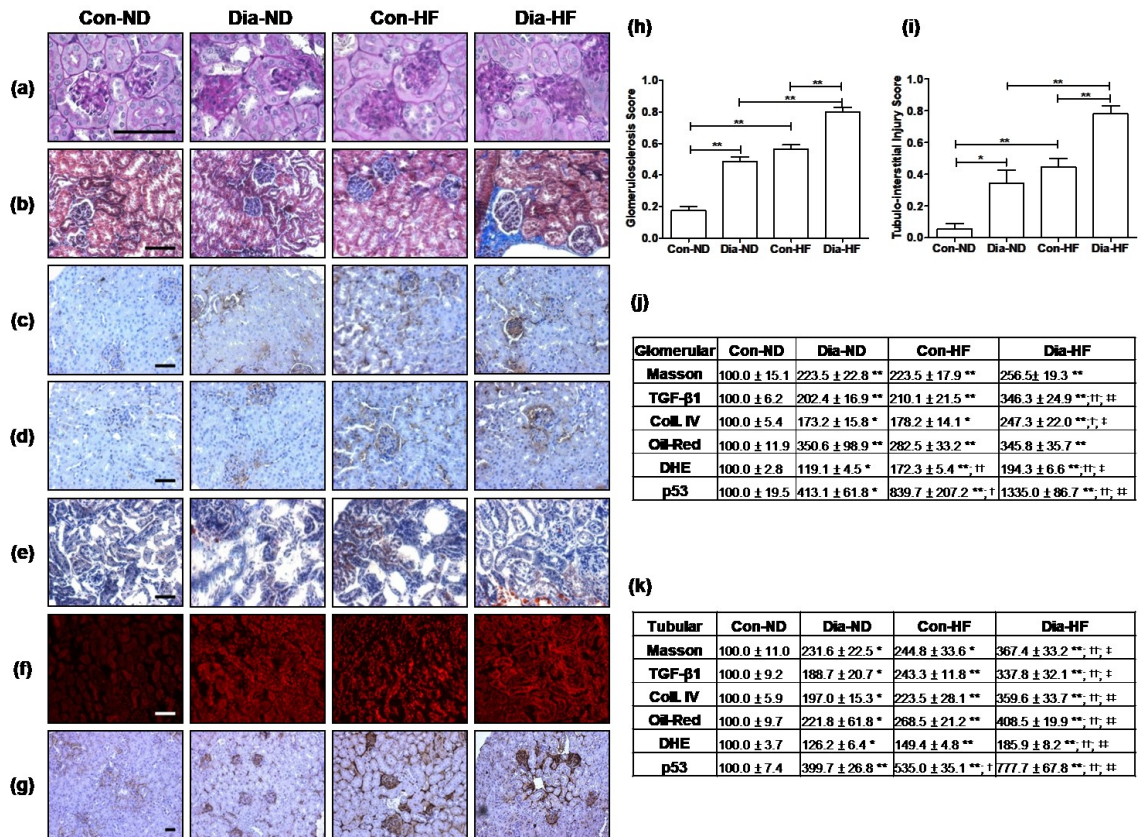 Con-ND Dia-ND Con-HF Dia-HF
(a)
(b)
(c)
(d)
(e)
(f)
(g)
(h)
Glomerulosclerosis Score
1.0
0.8
0.6
0.4
0.2
0.0
** ** ** **
Con-ND Dia-ND Con-HF Dia-HF
(i)
Tubulo-interstitial Injury Score
1.0
0.8
0.6
0.4
0.2
0.0
* ** ** **
Con-ND Dia-ND Con-HF Dia-HF
(j)
Glomerular Con-ND Dia-ND Con-HF Dia-HF
Masson 100.0 ± 15.1 223.5 ± 22.8 ** 223.5 ± 17.9 ** 256.5± 19.3 **
TGF-β1 100.0 ± 6.2 202.4 ± 16.9 ** 210.1 ± 21.5 ** 346.3 ± 24.9 **; ††; ‡‡
Coll. IV 100.0 ± 5.4 173.2 ± 15.8 * 178.2 ± 14.1 * 247.3 ± 22.0 **; †; ‡
Oil-Red 100.0 ± 11.9 350.6 ± 98.9 ** 282.5 ± 33.2 ** 345.8 ± 35.7 **
DHE 100.0 ± 2.8 119.1 ± 4.5 * 172.3 ± 5.4 **; †† 194.3 ± 6.6 **; ††; ‡
p53 100.0 ± 19.5 413.1 ± 61.8 * 839.7 ± 207.2 **; † 1335.0 ± 86.7 **; ††; ‡‡
(k)
Tubular Con-ND Dia-ND Con-HF Dia-HF
Masson 100.0 ± 11.0 231.6 ± 22.5 * 244.8 ± 33.6 * 367.4 ± 33.2 **; ††; ‡
TGF-β1 100.0 ± 9.2 188.7 ± 20.7 * 243.3 ± 11.8 ** 337.8 ± 32.1 **; ††; ‡
Coll. IV 100.0 ± 5.9 197.0 ± 15.3 * 223.5 ± 28.1 ** 359.6 ± 33.7 **; ††; ‡‡
Oil-Red 100.0 ± 9.7 221.8 ± 61.8 * 268.5 ± 21.2 ** 408.5 ± 19.9 **; ††; ‡‡
DHE 100.0 ± 3.7 126.2 ± 6.4 * 149.4 ± 4.8 ** 185.9 ± 8.2 **; ††; ‡‡
p53 100.0 ± 7.4 399.7 ± 26.8 ** 535.0 ± 35.1 **; † 777.7 ± 67.8 **; ††; ‡‡